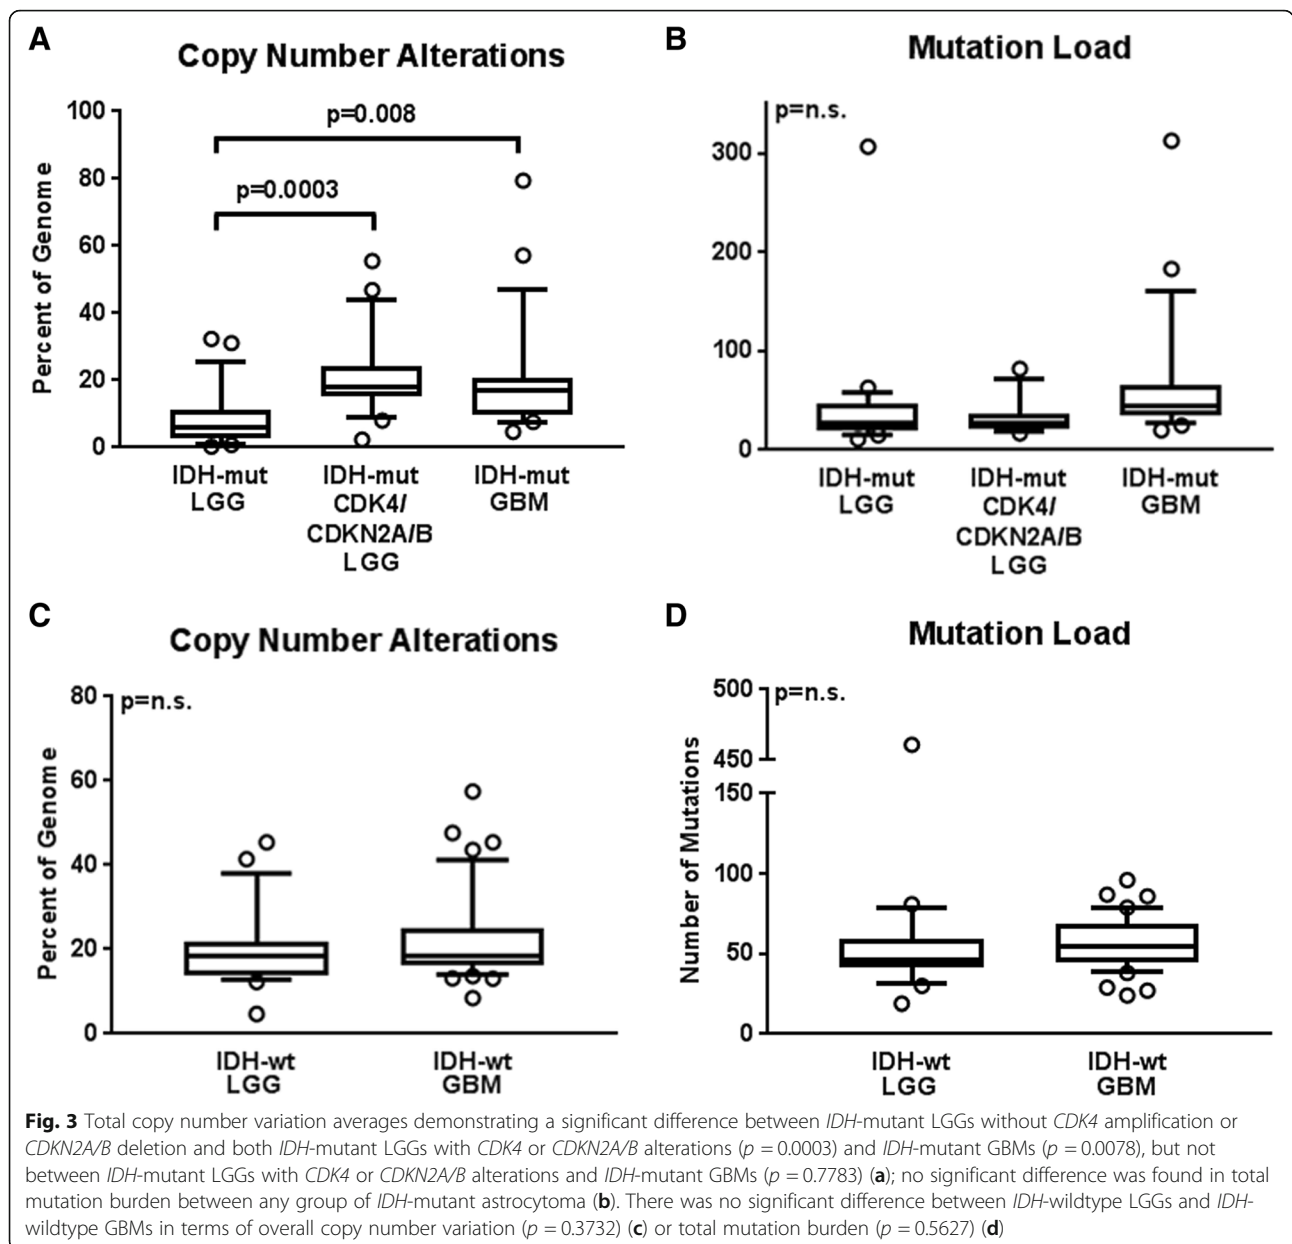 A
Copy Number Alterations
Percent of Genome
100
80
60
40
20
0
p=0.008
p=0.0003
IDH-mut
LGG
IDH-mut
CDK4/
CDKN2A/B
LGG
IDH-mut
GBM
B
Mutation Load
p=n.s.
300
200
100
0
IDH-mut
LGG
IDH-mut
CDK4/
CDKN2A/B
LGG
IDH-mut
GBM
C
Copy Number Alterations
Percent of Genome
80
60
40
20
0
p=n.s.
IDH-wt
LGG
IDH-wt
GBM
D
Mutation Load
Number of Mutations
500
450
150
100
50
0
p=n.s.
IDH-wt
LGG
IDH-wt
GBM
Fig. 3 Total copy number variation averages demonstrating a significant difference between IDH-mutant LGGs without CDK4 amplification or
CDKN2A/B deletion and both IDH-mutant LGGs with CDK4 or CDKN2A/B alterations (p = 0.0003) and IDH-mutant GBMs (p = 0.0078), but not
between IDH-mutant LGGs with CDK4 or CDKN2A/B alterations and IDH-mutant GBMs (p = 0.7783) (a); no significant difference was found in total
mutation burden between any group of IDH-mutant astrocytoma (b). There was no significant difference between IDH-wildtype LGGs and IDH-
wildtype GBMs in terms of overall copy number variation (p = 0.3732) (c) or total mutation burden (p = 0.5627) (d)